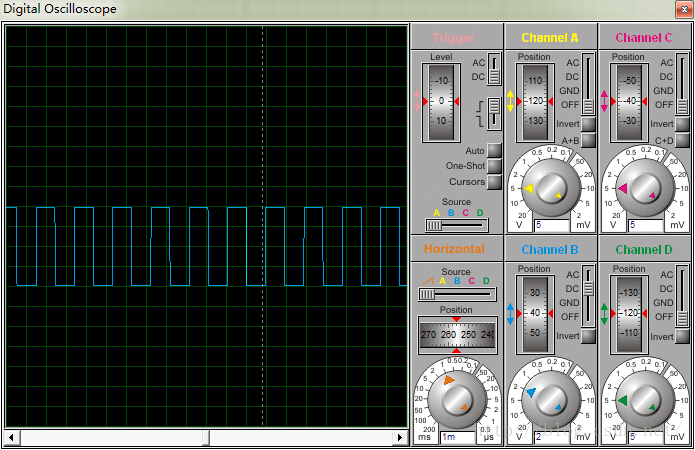 Digital Oscilloscope
Trigger
Level
-10
0
10
AC
DC
Auto
One-Shot
Cursors
Source
A B C D
Channel A
Position
110
-120
-130
AC
DC
GND
OFF
Invert
A+B
20 10 5 2 1 0.5 0.2 0.1 50 20 10 5 2
V 5 mV
Channel C
Position
-50
-40
-30
AC
DC
GND
OFF
Invert
C+D
20 10 5 2 1 0.5 0.2 0.1 50 20 10 5 2
V 5 mV
Horizontal
Source
A B C D
Position
270 260 250 240
200 100 50 20 10 5 2 1 0.5 0.2 0.1 50 20 10 5 2 1 0.5
ms 1m µs
Channel B
Position
30
40
50
AC
DC
GND
OFF
Invert
20 10 5 2 1 0.5 0.2 0.1 50 20 10 5 2
V 2 mV
Channel D
Position
-130
-120
-110
AC
DC
GND
OFF
Invert
20 10 5 2 1 0.5 0.2 0.1 50 20 10 5 2
V 5 mV